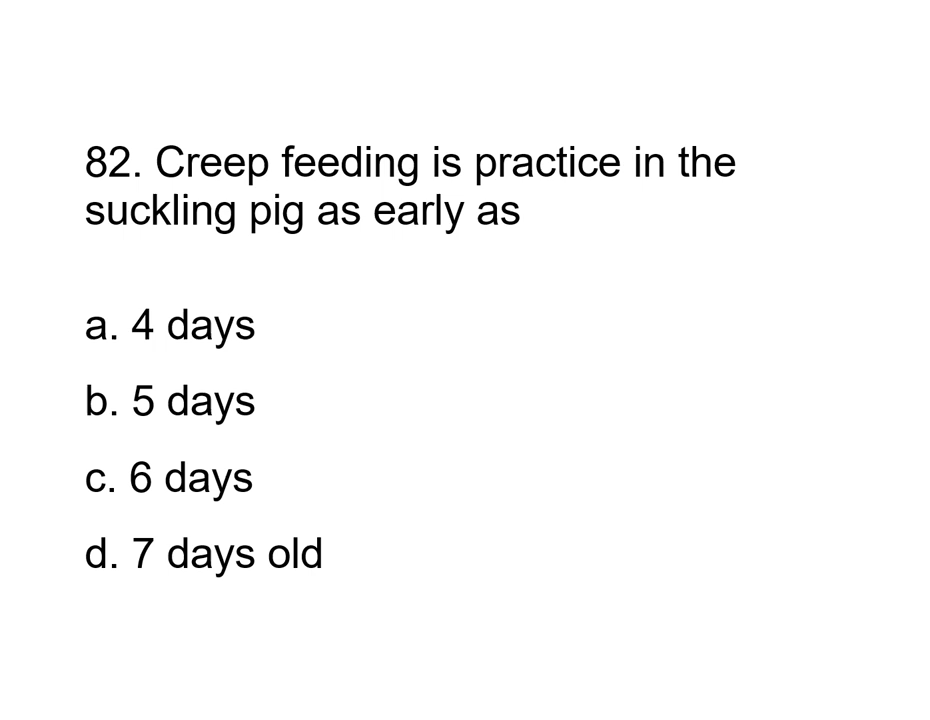 82. Creep feeding is practice in the
suckling pig as early as
a. 4 days
b. 5 days
c. 6 days
d. 7 days old